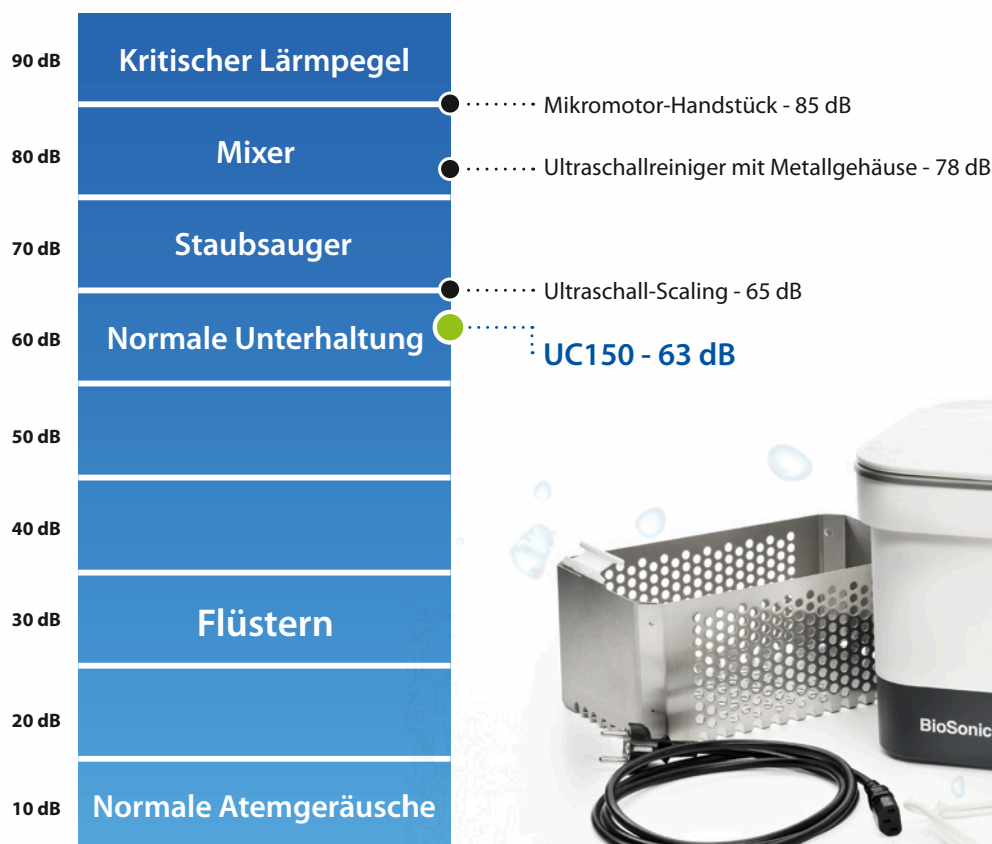 90 dB
Kritischer Lärmpegel
Mikromotor-Handstück - 85 dB
80 dB
Mixer
Ultraschallreiniger mit Metallgehäuse - 78 dB
70 dB
Staubsauger
Ultraschall-Scaling - 65 dB
60 dB
Normale Unterhaltung
UC150 - 63 dB
50 dB
40 dB
30 dB
Flüstern
20 dB
BioSonic
10 dB
Normale Atemgeräusche